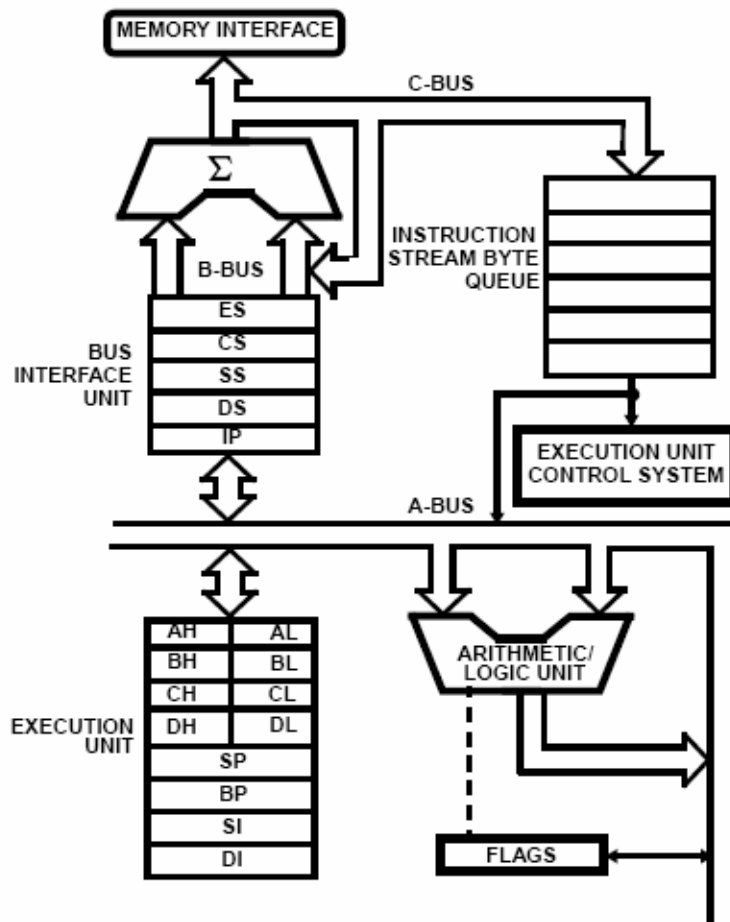 MEMORY INTERFACE
C-BUS
Σ
INSTRUCTION
STREAM BYTE
QUEUE
B-BUS
ES
CS
SS
DS
IP
BUS
INTERFACE
UNIT
EXECUTION UNIT
CONTROL SYSTEM
A-BUS
AH AL
BH BL
CH CL
DH DL
SP
BP
SI
DI
EXECUTION
UNIT
ARITHMETIC/
LOGIC UNIT
FLAGS